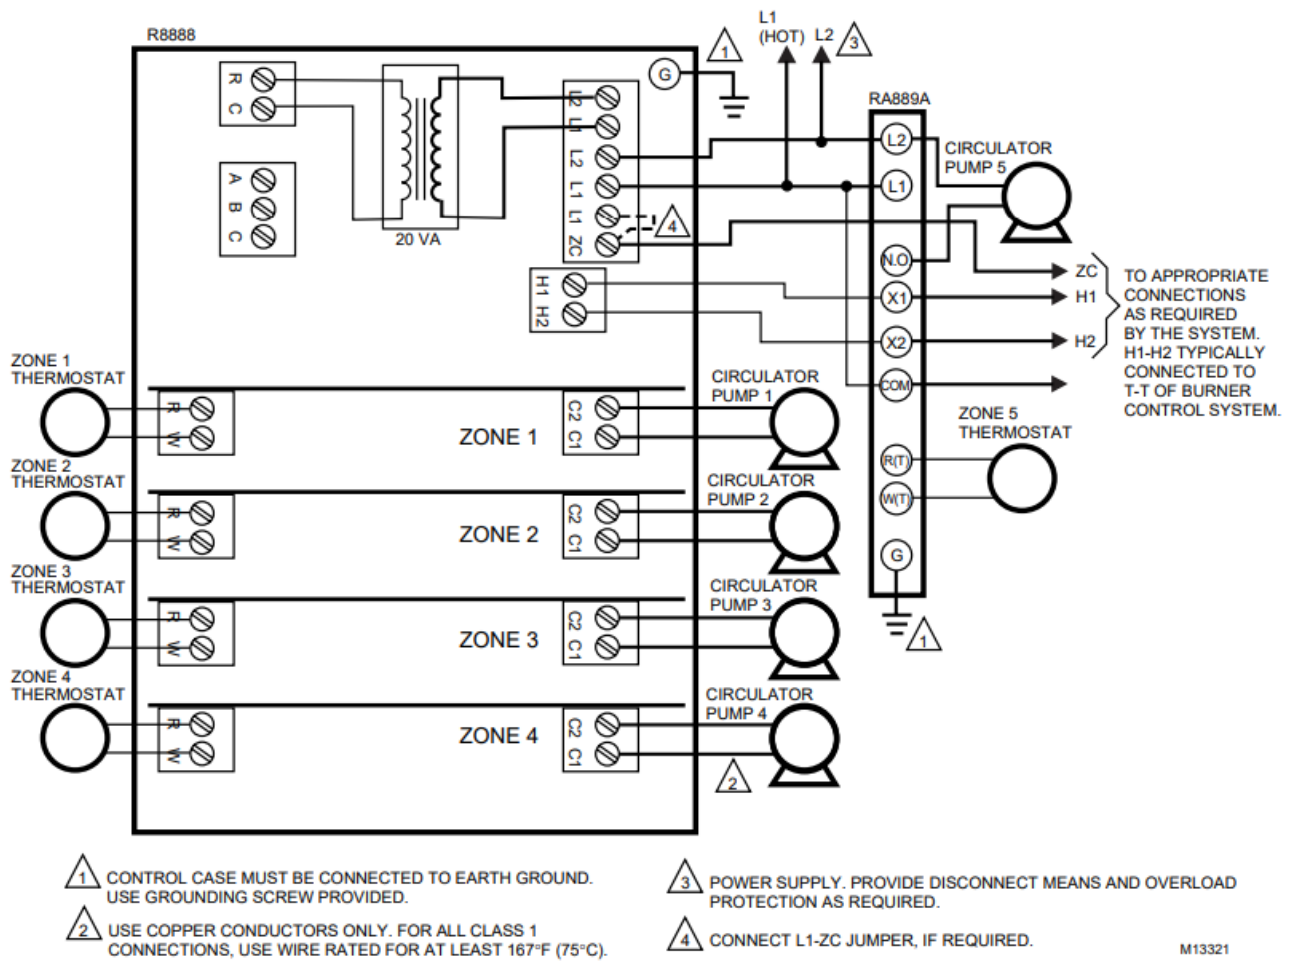 R8888
L1
(HOT)
L2
3
1
G
R
C
20 VA
L2
L1
L2
L1
L1
ZC
4
A
B
C
H1
H2
RA889A
L2
L1
N.O
X1
X2
COM
R(T)
W(T)
G
1
CIRCULATOR
PUMP 5
ZC
H1
H2
TO APPROPRIATE
CONNECTIONS
AS REQUIRED
BY THE SYSTEM.
H1-H2 TYPICALLY
CONNECTED TO
T-T OF BURNER
CONTROL SYSTEM.
ZONE 5
THERMOSTAT
ZONE 1
THERMOSTAT
R
W
ZONE 1
C2
C1
CIRCULATOR
PUMP 1
ZONE 2
THERMOSTAT
R
W
ZONE 2
C2
C1
CIRCULATOR
PUMP 2
ZONE 3
THERMOSTAT
R
W
ZONE 3
C2
C1
CIRCULATOR
PUMP 3
ZONE 4
THERMOSTAT
R
W
ZONE 4
C2
C1
CIRCULATOR
PUMP 4
2
1 CONTROL CASE MUST BE CONNECTED TO EARTH GROUND.
USE GROUNDING SCREW PROVIDED.
2 USE COPPER CONDUCTORS ONLY. FOR ALL CLASS 1
CONNECTIONS, USE WIRE RATED FOR AT LEAST 167°F (75°C).
3 POWER SUPPLY. PROVIDE DISCONNECT MEANS AND OVERLOAD
PROTECTION AS REQUIRED.
4 CONNECT L1-ZC JUMPER, IF REQUIRED.
M13321